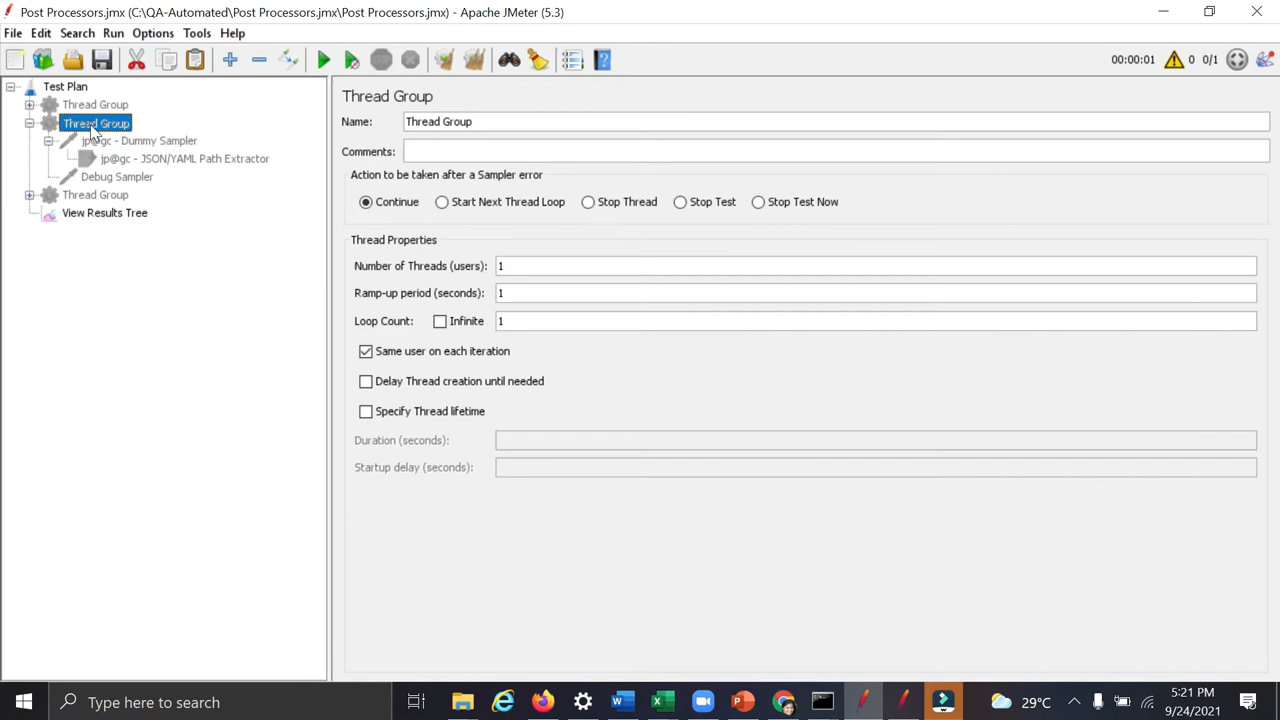 Post Processors.jmx (C:\QA-Automated\Post Processors.jmx\Post Processors.jmx) - Apache JMeter (5.3)
File Edit Search Run Options Tools Help
00:00:01 0 0/1
Test Plan
Thread Group
Thread Group
jp@gc - Dummy Sampler
jp@gc - JSON/YAML Path Extractor
Debug Sampler
Thread Group
View Results Tree
Thread Group
Name: Thread Group
Comments:
Action to be taken after a Sampler error
Continue Start Next Thread Loop Stop Thread Stop Test Stop Test Now
Thread Properties
Number of Threads (users): 1
Ramp-up period (seconds): 1
Loop Count: Infinite 1
Same user on each iteration
Delay Thread creation until needed
Specify Thread lifetime
Duration (seconds):
Startup delay (seconds):
Type here to search
29°C
5:21 PM
9/24/2021